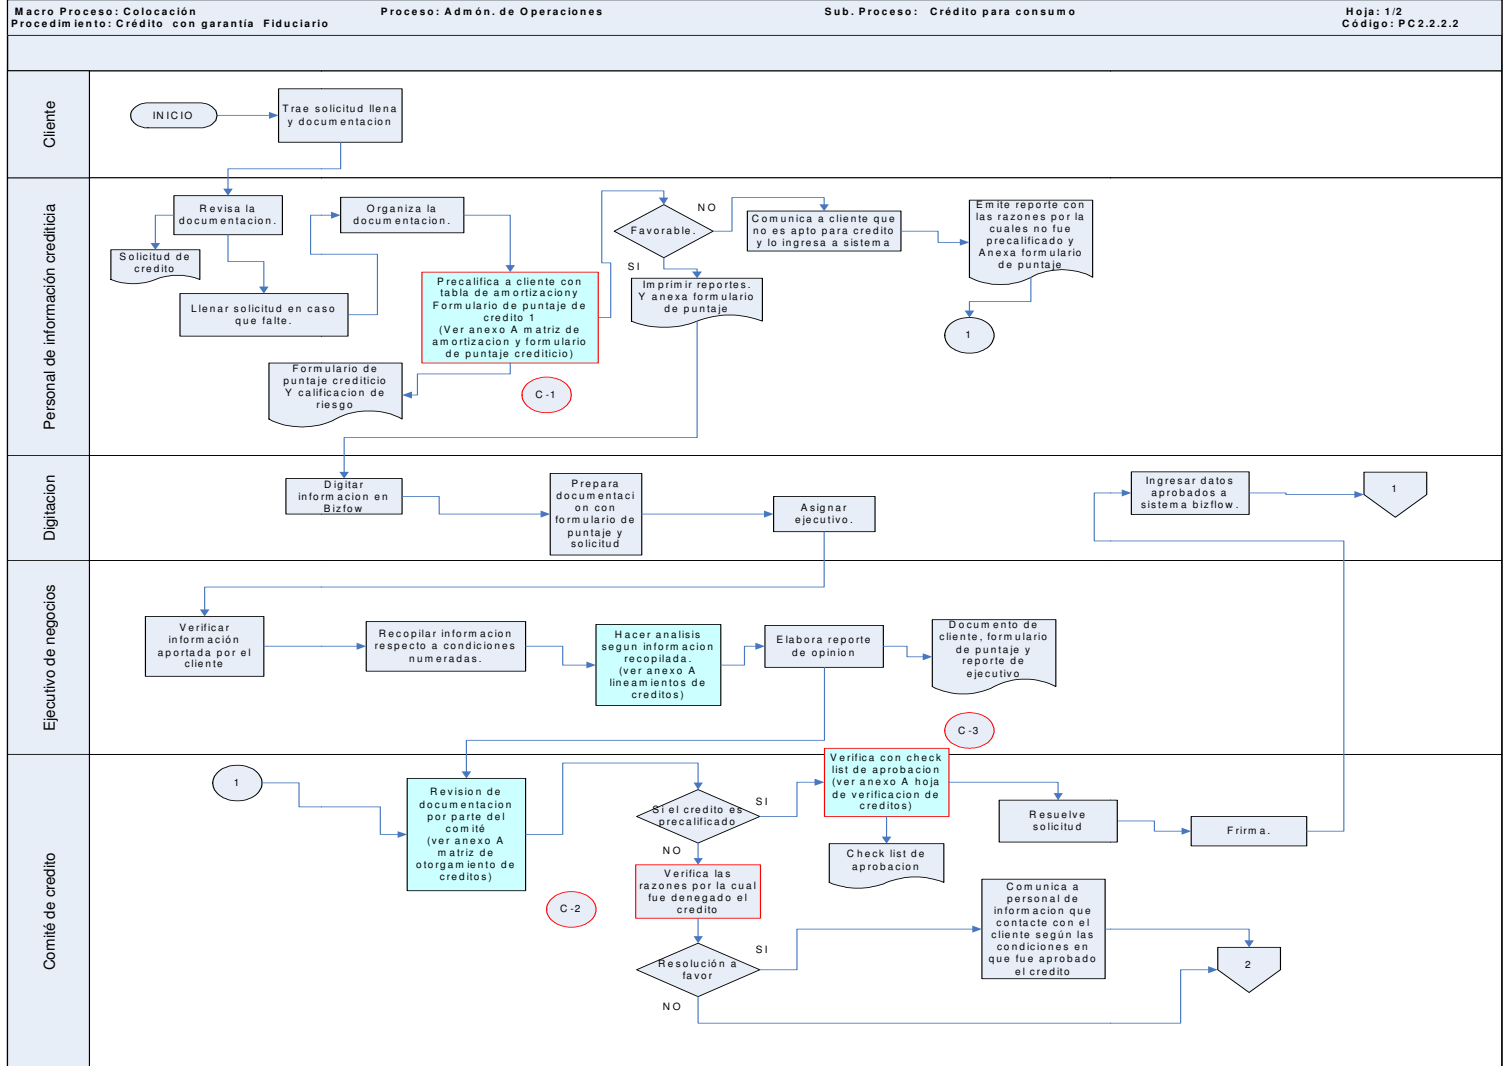 Macro Proceso: Colocación
Proceso: Admón. de Operaciones
Sub. Proceso: Crédito para consumo
Hoja: 1/2
Procedimiento: Crédito con garantía Fiduciario
Código: PC2.2.2.2
Cliente
INICIO
Trae solicitud llena
y documentacion
Personal de información crediticia
Revisa la
documentacion.
Solicitud de
credito
Llenar solicitud en caso
que falte.
Organiza la
documentacion.
Precalifica a cliente con
tabla de amortizaciony
Formulario de puntaje de
credito 1
(Ver anexo A matriz de
amortizacion y formulario
de puntaje crediticio)
Formulario de
puntaje crediticio
Y calificacion de
riesgo
C-1
Favorable.
NO
SI
Comunica a cliente que
no es apto para credito
y lo ingresa a sistema
Imprimir reportes.
Y anexa formulario
de puntaje
Emite reporte con
las razones por la
cuales no fue
precalificado y
Anexa formulario
de puntaje
1
Digitacion
Digitar
informacion en
Bizfow
Prepara
documentaci
on con
formulario de
puntaje y
solicitud
Asignar
ejecutivo.
Ingresar datos
aprobados a
sistema bizflow.
1
Ejecutivo de negocios
Verificar
información
aportada por el
cliente
Recopilar informacion
respecto a condiciones
numeradas.
Hacer analisis
segun informacion
recopilada.
(ver anexo A
lineamientos de
creditos)
Elabora reporte
de opinion
Documento de
cliente, formulario
de puntaje y
reporte de
ejecutivo
C-3
Comité de credito
1
Revision de
documentacion
por parte del
comité
(ver anexo A
matriz de
otorgamiento de
creditos)
C-2
Si el credito es
precalificado
SI
NO
Verifica con check
list de aprobacion
(ver anexo A hoja
de verificacion de
creditos)
Check list de
aprobacion
Resuelve
solicitud
Frirma.
Verifica las
razones por la cual
fue denegado el
credito
Resolución a
favor
SI
NO
Comunica a
personal de
informacion que
contacte con el
cliente según las
condiciones en
que fue aprobado
el credito
2